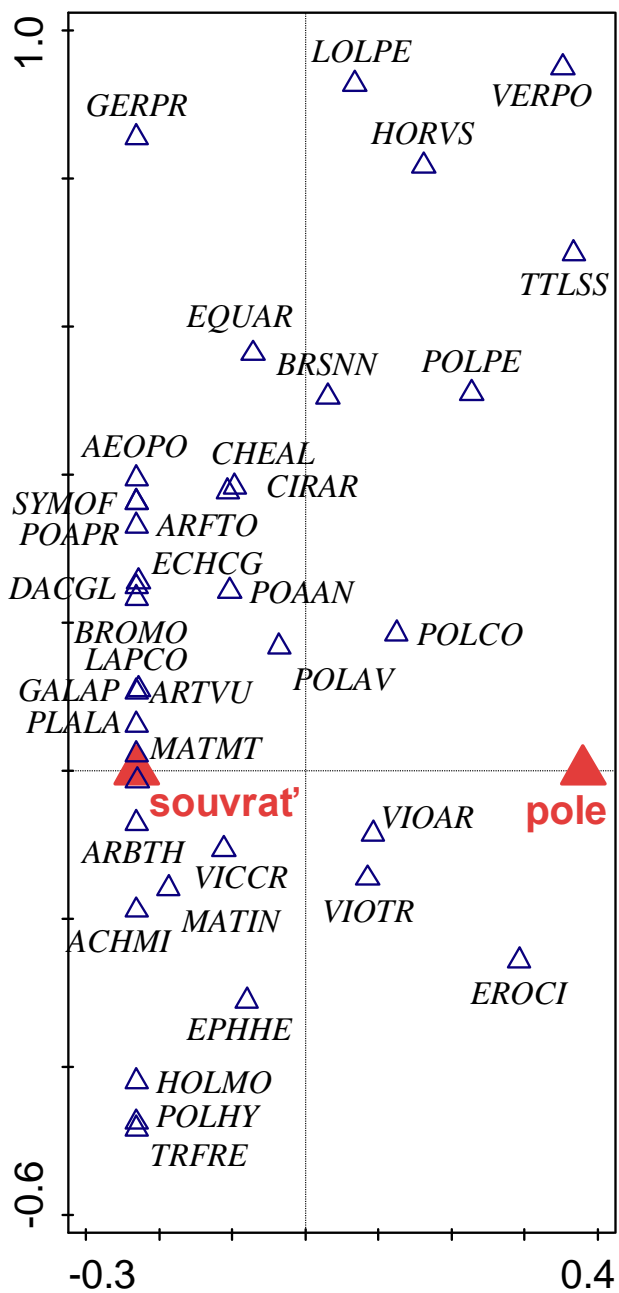 1.0
LOLPE
VERPO
GERPR
HORVS
TTLSS
EQUAR
BRSNN
POLPE
AEOPO
CHEAL
SYMOF
CIRAR
POAPR
ARFTO
ECHCG
DACGL
POAAN
BROMO
POLCO
LAPCO
POLAV
GALAP
ARTVU
PLALA
MATMT
souvrať
pole
VIOAR
ARBTH
VICCR
VIOTR
MATIN
ACHMI
EROCI
EPHHE
HOLMO
POLHY
TRFRE
-0.6
-0.3
0.4